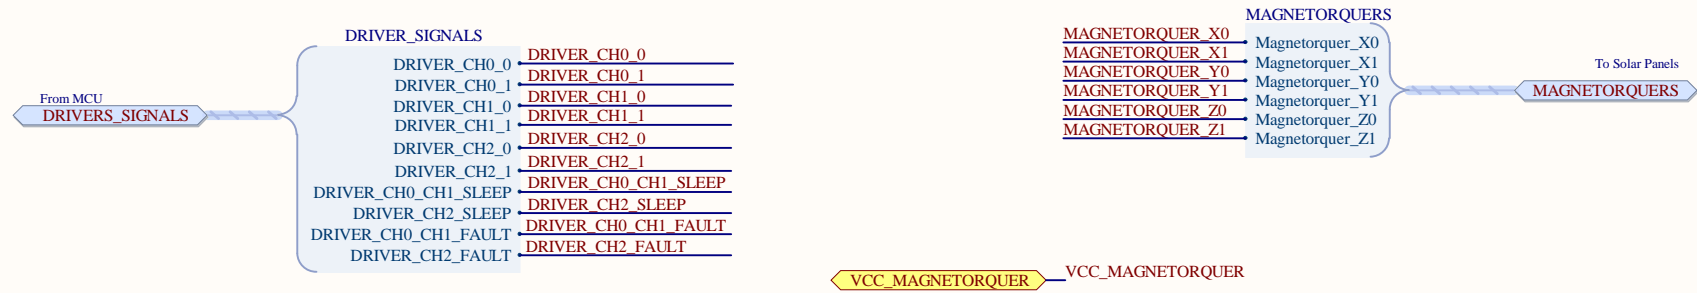 DRIVER_SIGNALS
From MCU
DRIVERS_SIGNALS
DRIVER_CH0_0 DRIVER_CH0_0
DRIVER_CH0_1 DRIVER_CH0_1
DRIVER_CH1_0 DRIVER_CH1_0
DRIVER_CH1_1 DRIVER_CH1_1
DRIVER_CH2_0 DRIVER_CH2_0
DRIVER_CH2_1 DRIVER_CH2_1
DRIVER_CH0_CH1_SLEEP DRIVER_CH0_CH1_SLEEP
DRIVER_CH2_SLEEP DRIVER_CH2_SLEEP
DRIVER_CH0_CH1_FAULT DRIVER_CH0_CH1_FAULT
DRIVER_CH2_FAULT DRIVER_CH2_FAULT
MAGNETORQUERS
MAGNETORQUER_X0 Magnetorquer_X0
MAGNETORQUER_X1 Magnetorquer_X1
MAGNETORQUER_Y0 Magnetorquer_Y0
MAGNETORQUER_Y1 Magnetorquer_Y1
MAGNETORQUER_Z0 Magnetorquer_Z0
MAGNETORQUER_Z1 Magnetorquer_Z1
To Solar Panels
MAGNETORQUERS
VCC_MAGNETORQUER VCC_MAGNETORQUER